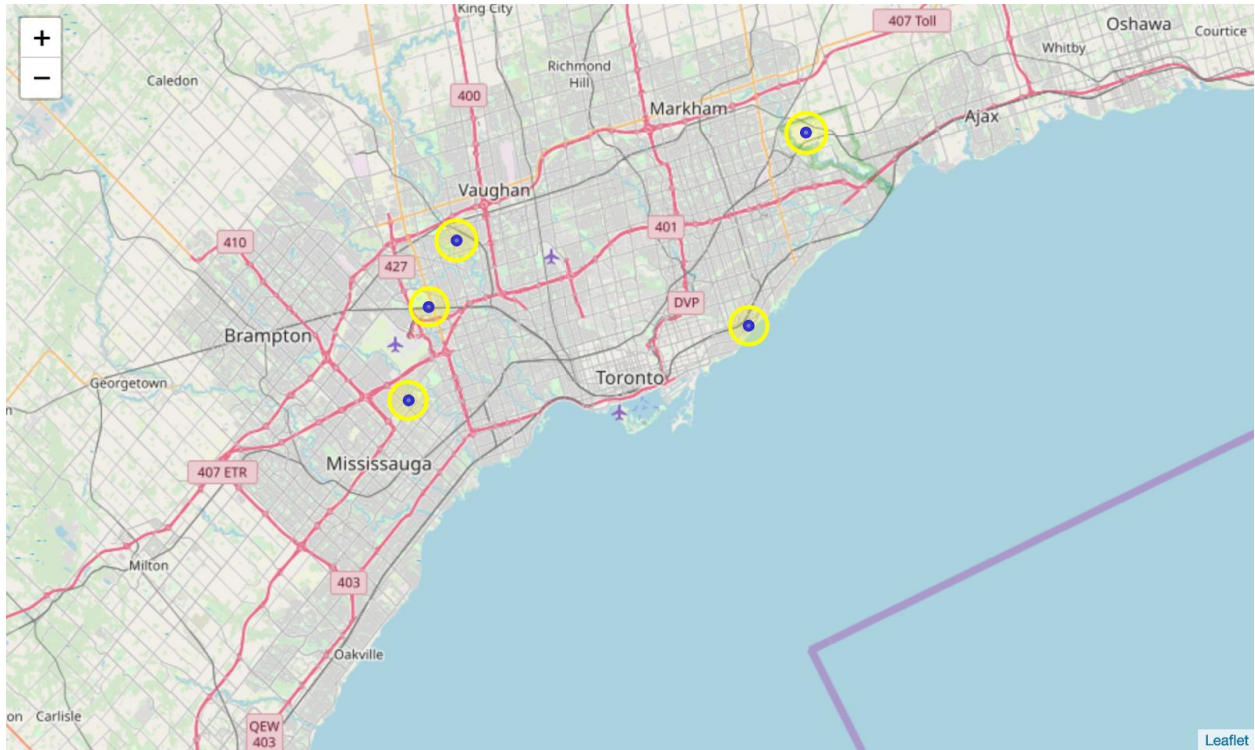 King City
407 Toll
Oshawa
Courtice
+
Whitby
Richmond
Hill
−
Caledon
400
Markham
Ajax
Vaughan
401
410
427
DVP
Brampton
Toronto
Georgetown
n
Mississauga
407 ETR
Milton
403
Oakville
on
Carlisle
QEW
403
Leaflet